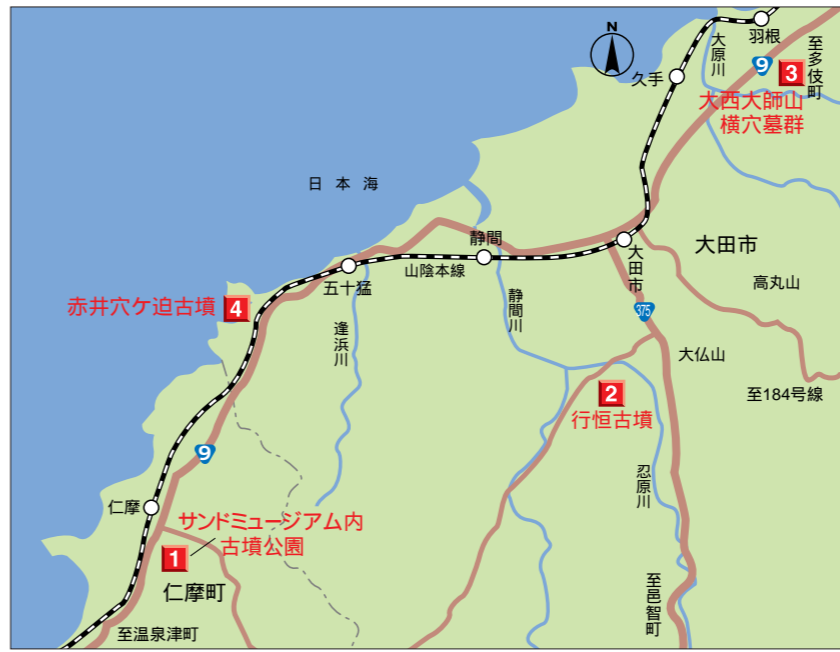 N
羽根
大原川
至多伎町
9
3
久手
大西大師山
横穴墓群
日本海
静間
大田市
大田市
五十猛
山陰本線
高丸山
赤井穴ケ迫古墳
4
逢浜川
静間川
375
大仏山
至184号線
2
行恒古墳
9
忍原川
仁摩
サンドミュージアム内
古墳公園
1
仁摩町
至邑智町
至温泉津町